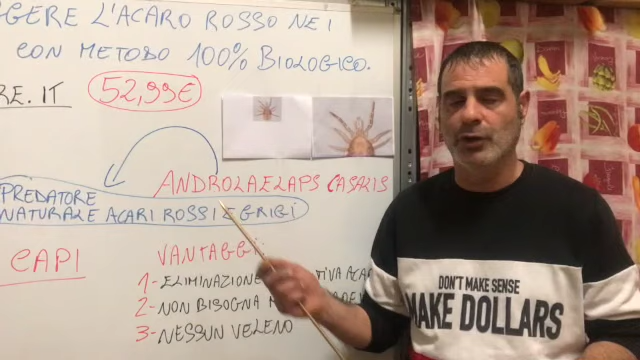 GGERE L'ACARO ROSSO NEI
CON METODO 100% BIOLOGICO.
RE.IT
52,99€
ANDROLAELAPS CASALIS
PREDATORE
NATURALE ACARI ROSSI E GRIGI
CAPI
VANTAGGI
1- ELIMINAZIONE
2- NON BISOGNA
3- NESSUN VELENO
DON'T MAKE SENSE
MAKE DOLLARS